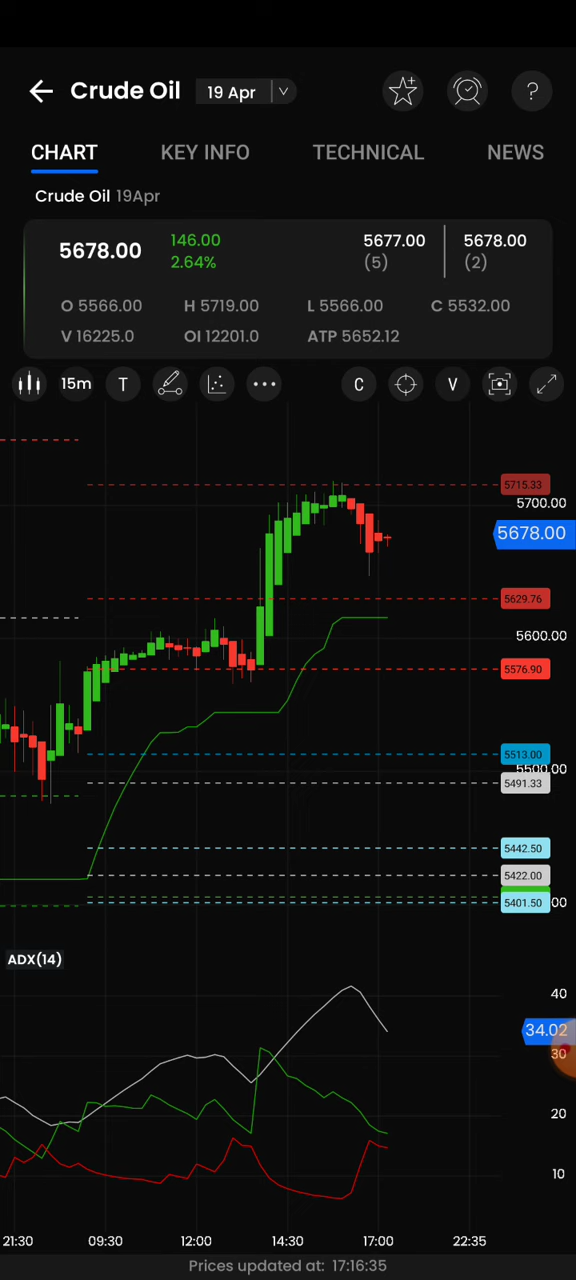 Crude Oil 19 Apr
CHART KEY INFO TECHNICAL NEWS
Crude Oil 19Apr
5678.00 146.00 5677.00 5678.00
2.64% (5) (2)
O 5566.00 H 5719.00 L 5566.00 C 5532.00
V 16225.0 OI 12201.0 ATP 5652.12
15m T C V
5715.33
5700.00
5678.00
5629.76
5600.00
5576.90
5513.00
5500.00
5491.33
5442.50
5422.00
5401.50
ADX(14)
40
34.02
30
20
10
21:30 09:30 12:00 14:30 17:00 22:35
Prices updated at: 17:16:35